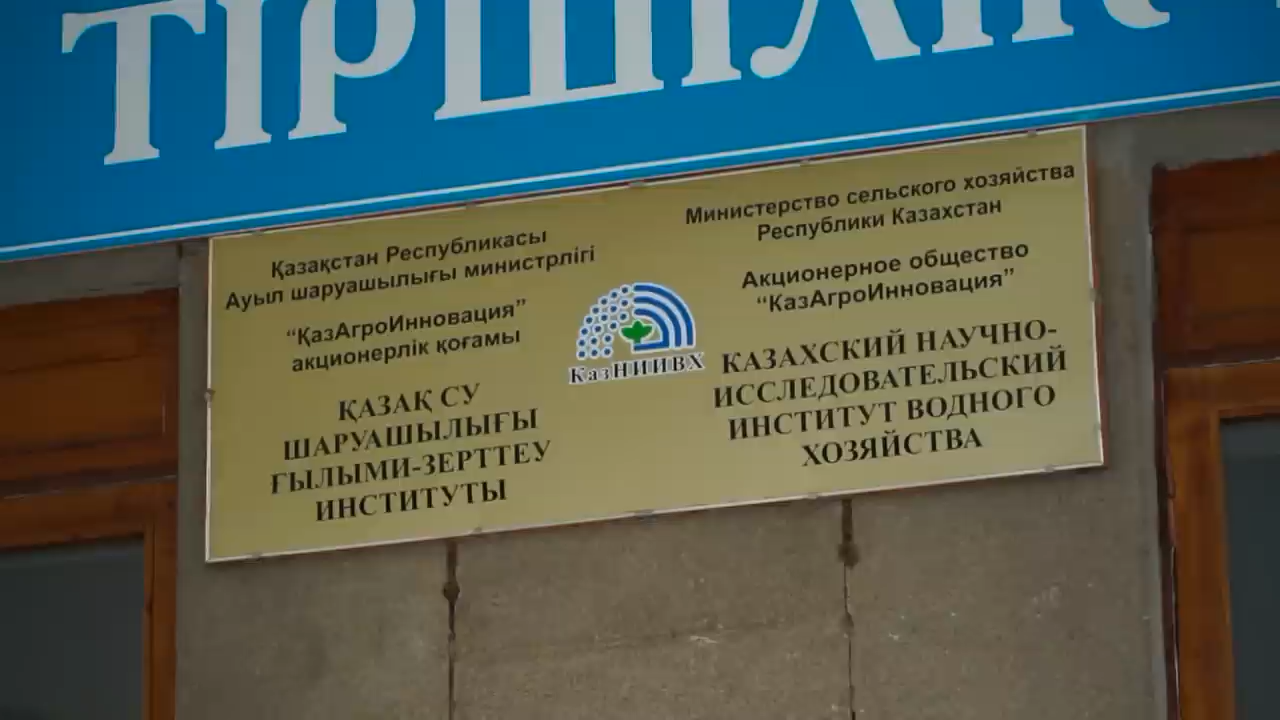 ТІРШІЛІК
Қазақстан Республикасы
Ауыл шаруашылығы министрлігі
“ҚазАгроИнновация”
акционерлік қоғамы
ҚАЗАҚ СУ
ШАРУАШЫЛЫҒЫ
ҒЫЛЫМИ-ЗЕРТТЕУ
ИНСТИТУТЫ
КазНИИВХ
Министерство сельского хозяйства
Республики Казахстан
Акционерное общество
“КазАгроИнновация”
КАЗАХСКИЙ НАУЧНО-
ИССЛЕДОВАТЕЛЬСКИЙ
ИНСТИТУТ ВОДНОГО
ХОЗЯЙСТВА